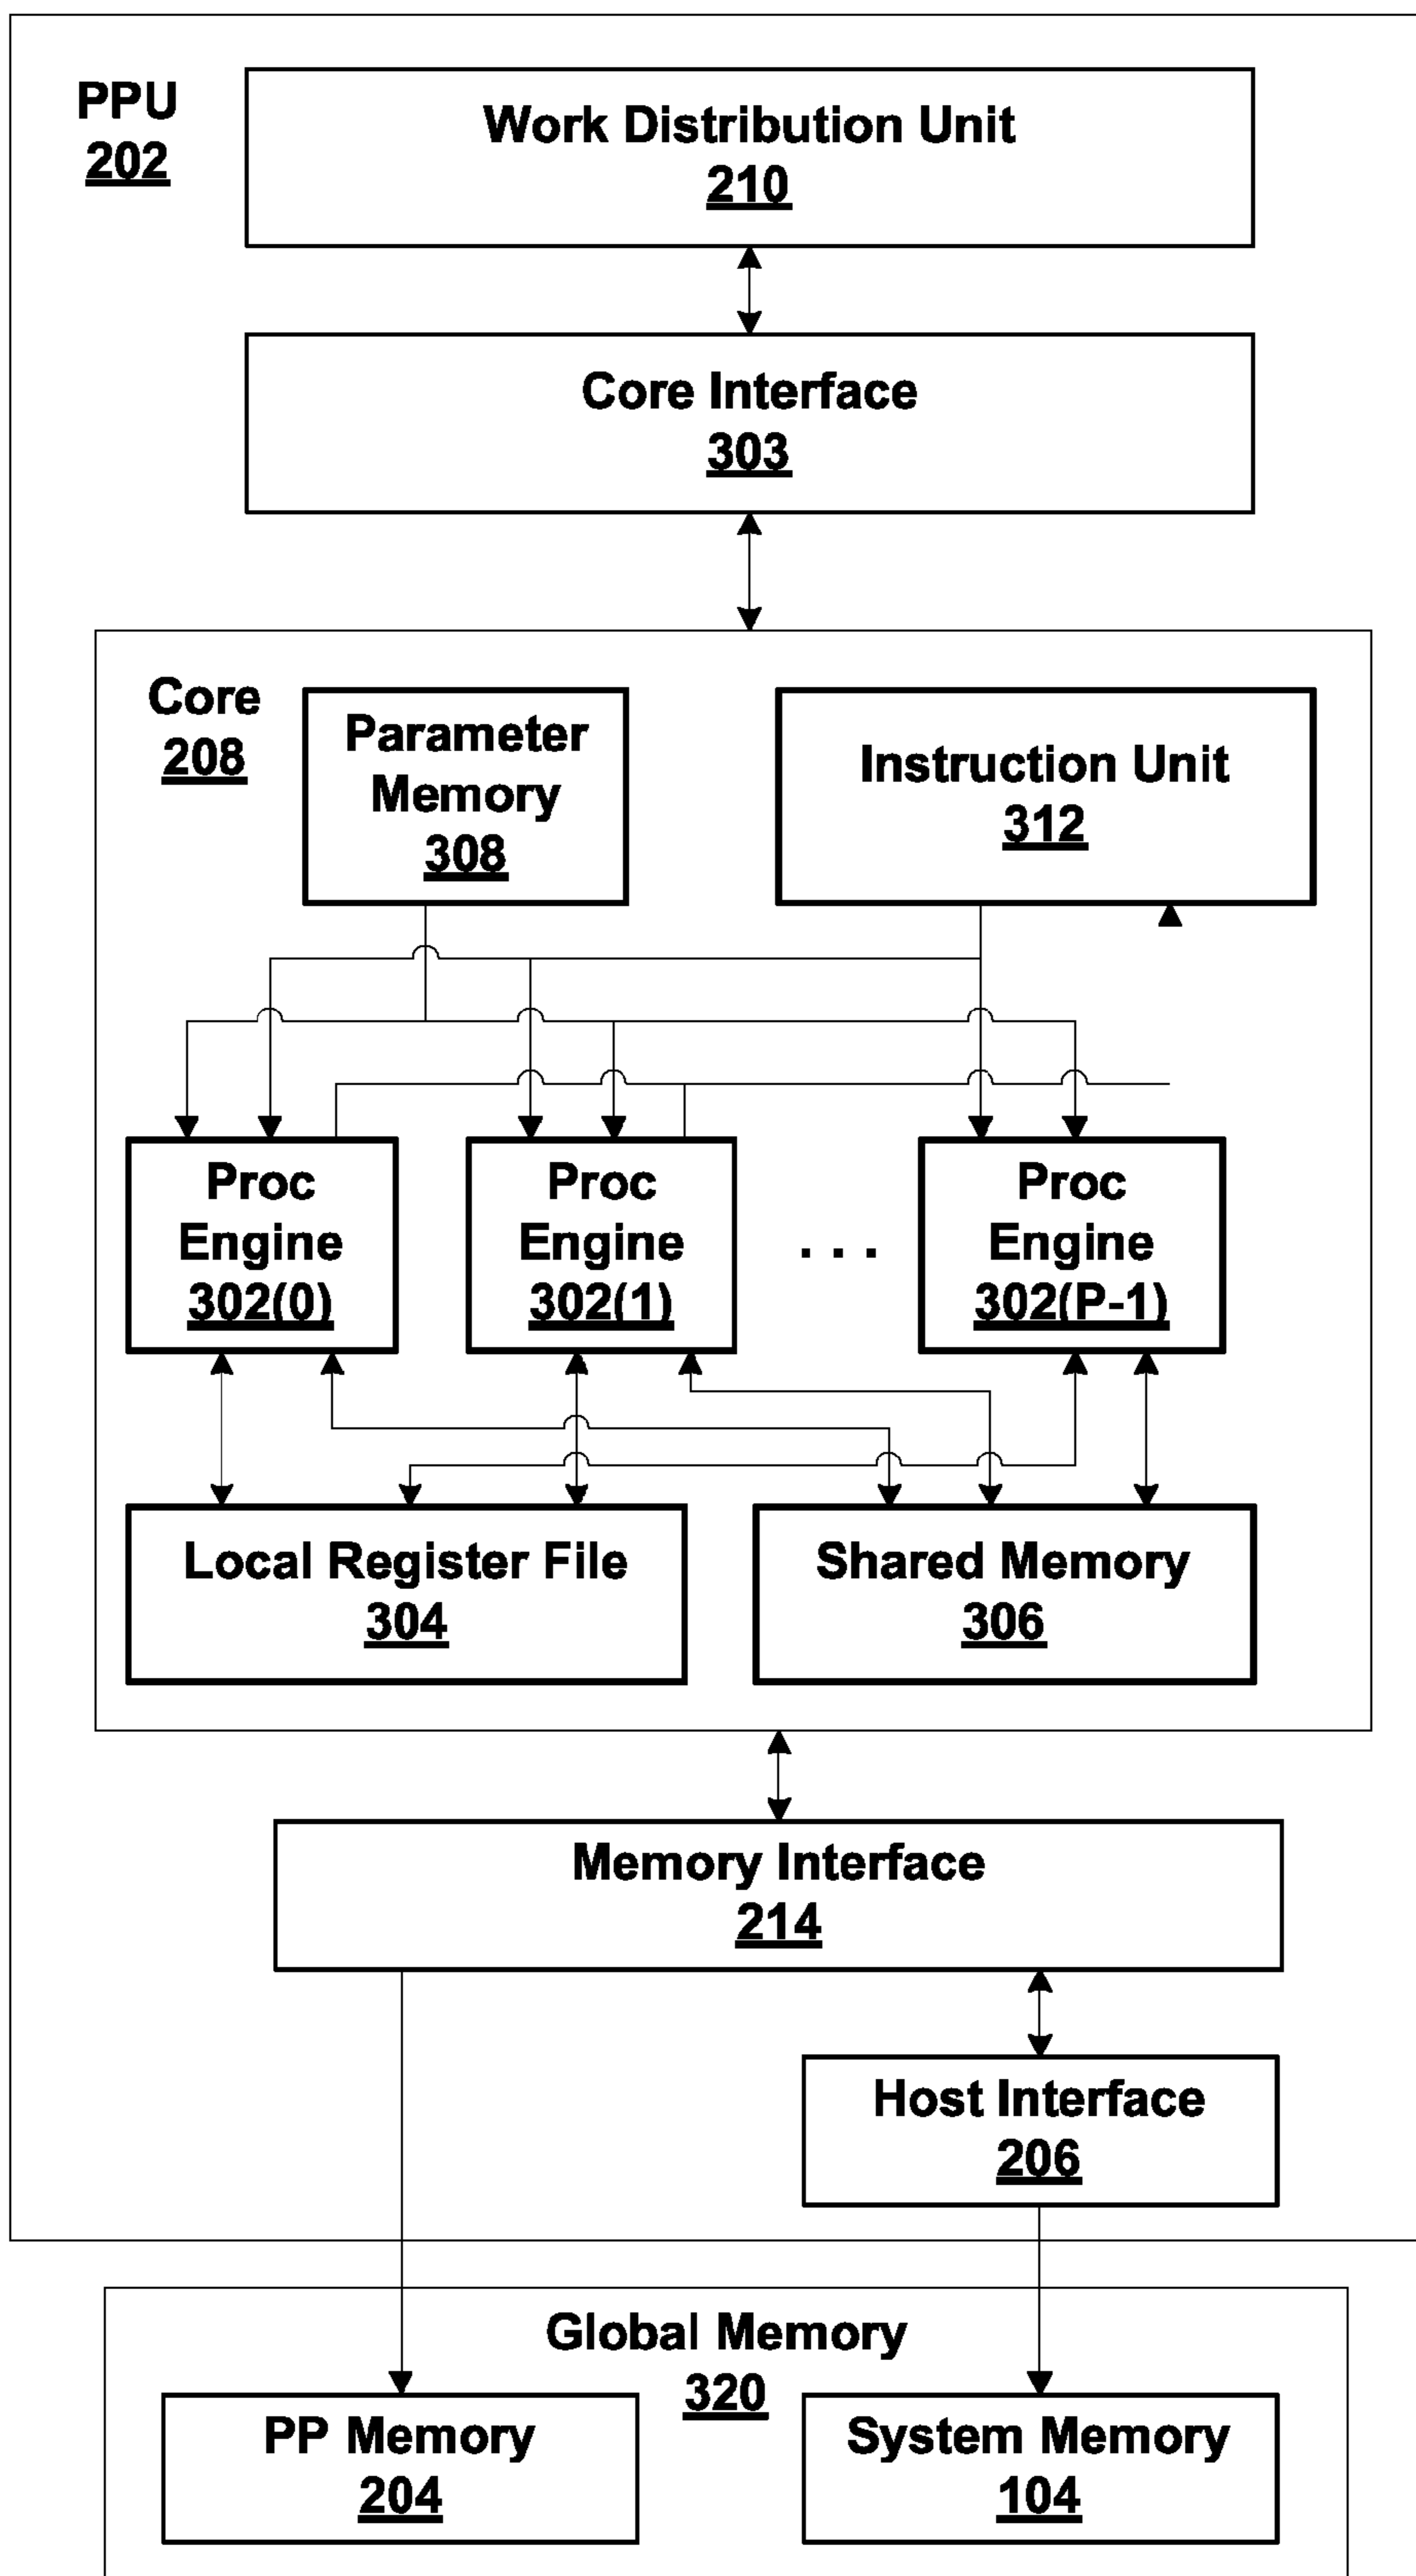 PPU
202
Work Distribution Unit
210
Core Interface
303
Core
208
Parameter
Memory
308
Instruction Unit
312
Proc
Engine
302(0)
Proc
Engine
302(1)
. . .
Proc
Engine
302(P-1)
Local Register File
304
Shared Memory
306
Memory Interface
214
Host Interface
206
Global Memory
320
PP Memory
204
System Memory
104